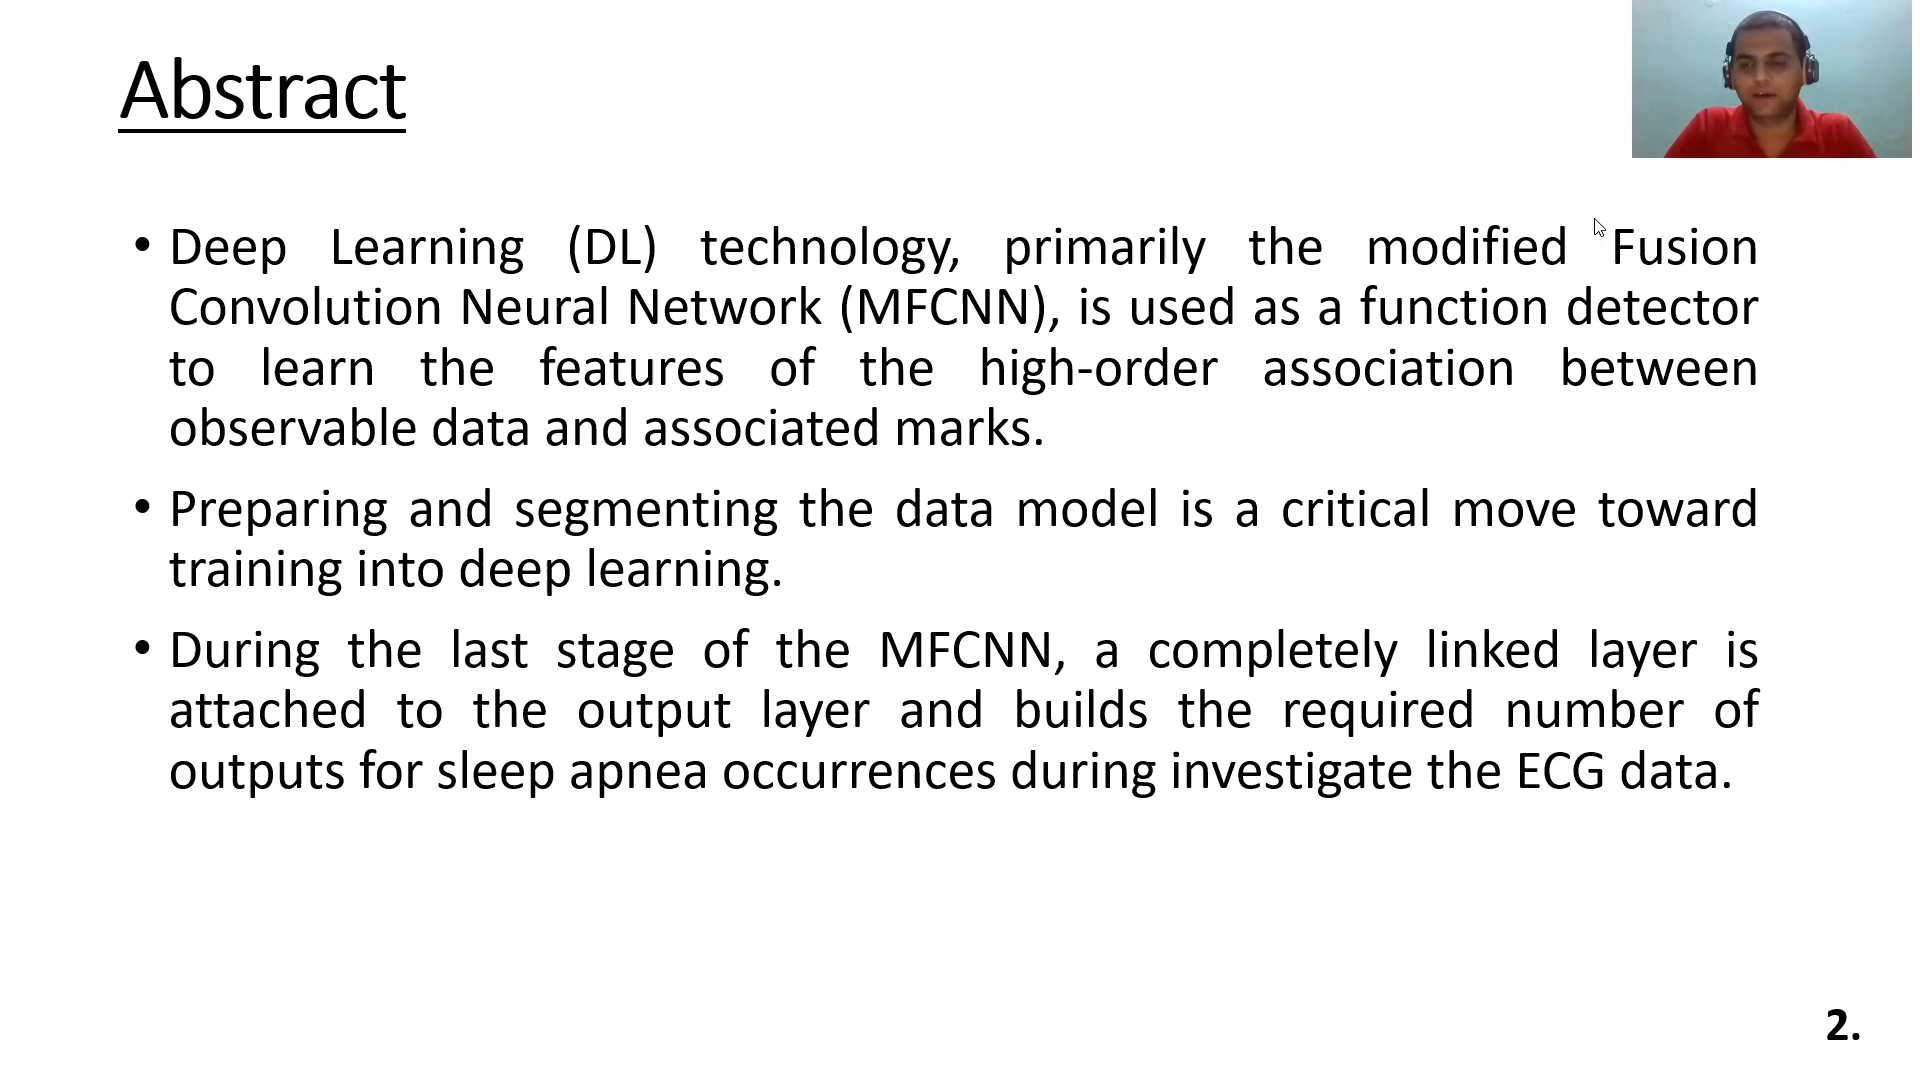 Abstract
• Deep Learning (DL) technology, primarily the modified Fusion
Convolution Neural Network (MFCNN), is used as a function detector
to learn the features of the high-order association between
observable data and associated marks.
• Preparing and segmenting the data model is a critical move toward
training into deep learning.
• During the last stage of the MFCNN, a completely linked layer is
attached to the output layer and builds the required number of
outputs for sleep apnea occurrences during investigate the ECG data.
2.